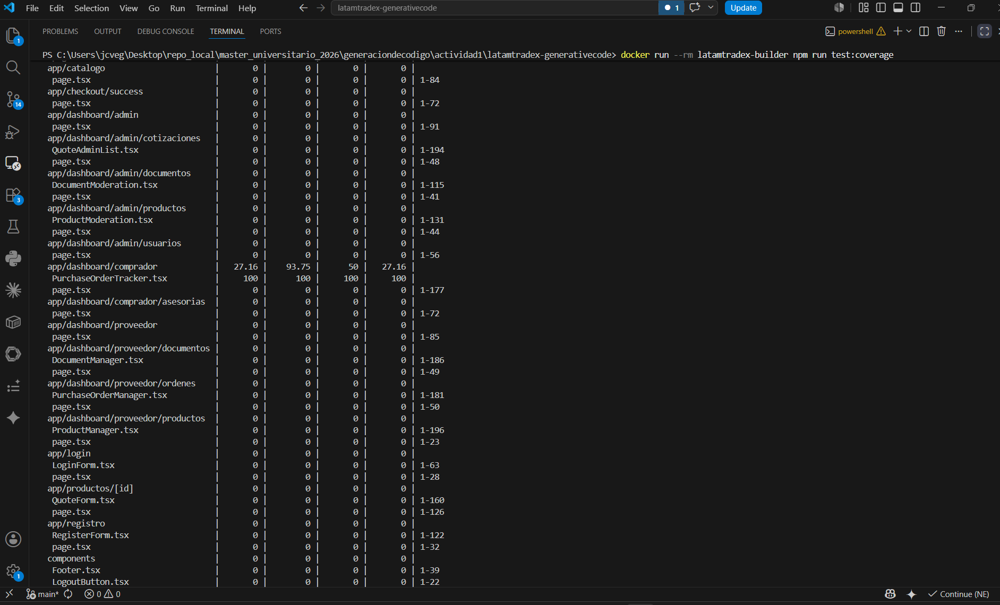 File Edit Selection View Go Run Terminal Help latamtradex-generativecode 1 Update
PROBLEMS OUTPUT DEBUG CONSOLE TERMINAL PORTS powershell
PS C:\Users\jcveg\Desktop\repo_local\master_universitario_2026\generaciondecodigo\actividad1\latamtradex-generativecode> docker run --rm latamtradex-builder npm run test:coverage
app/catalogo | 0 | 0 | 0 | 0 |
page.tsx | 0 | 0 | 0 | 0 | 1-84
app/checkout/success | 0 | 0 | 0 | 0 |
page.tsx | 0 | 0 | 0 | 0 | 1-72
app/dashboard/admin | 0 | 0 | 0 | 0 |
page.tsx | 0 | 0 | 0 | 0 | 1-91
app/dashboard/admin/cotizaciones | 0 | 0 | 0 | 0 |
QuoteAdminList.tsx | 0 | 0 | 0 | 0 | 1-194
page.tsx | 0 | 0 | 0 | 0 | 1-48
app/dashboard/admin/documentos | 0 | 0 | 0 | 0 |
DocumentModeration.tsx | 0 | 0 | 0 | 0 | 1-115
page.tsx | 0 | 0 | 0 | 0 | 1-41
app/dashboard/admin/productos | 0 | 0 | 0 | 0 |
ProductModeration.tsx | 0 | 0 | 0 | 0 | 1-131
page.tsx | 0 | 0 | 0 | 0 | 1-44
app/dashboard/admin/usuarios | 0 | 0 | 0 | 0 |
page.tsx | 0 | 0 | 0 | 0 | 1-56
app/dashboard/comprador | 27.16 | 93.75 | 50 | 27.16 |
PurchaseOrderTracker.tsx | 100 | 100 | 100 | 100 |
page.tsx | 0 | 0 | 0 | 0 | 1-177
app/dashboard/comprador/asesorias | 0 | 0 | 0 | 0 |
page.tsx | 0 | 0 | 0 | 0 | 1-72
app/dashboard/proveedor | 0 | 0 | 0 | 0 |
page.tsx | 0 | 0 | 0 | 0 | 1-85
app/dashboard/proveedor/documentos | 0 | 0 | 0 | 0 |
DocumentManager.tsx | 0 | 0 | 0 | 0 | 1-186
page.tsx | 0 | 0 | 0 | 0 | 1-49
app/dashboard/proveedor/ordenes | 0 | 0 | 0 | 0 |
PurchaseOrderManager.tsx | 0 | 0 | 0 | 0 | 1-181
page.tsx | 0 | 0 | 0 | 0 | 1-50
app/dashboard/proveedor/productos | 0 | 0 | 0 | 0 |
ProductManager.tsx | 0 | 0 | 0 | 0 | 1-196
page.tsx | 0 | 0 | 0 | 0 | 1-23
app/login | 0 | 0 | 0 | 0 |
LoginForm.tsx | 0 | 0 | 0 | 0 | 1-63
page.tsx | 0 | 0 | 0 | 0 | 1-28
app/productos/[id] | 0 | 0 | 0 | 0 |
QuoteForm.tsx | 0 | 0 | 0 | 0 | 1-160
page.tsx | 0 | 0 | 0 | 0 | 1-126
app/registro | 0 | 0 | 0 | 0 |
RegisterForm.tsx | 0 | 0 | 0 | 0 | 1-122
page.tsx | 0 | 0 | 0 | 0 | 1-32
components | 0 | 0 | 0 | 0 |
Footer.tsx | 0 | 0 | 0 | 0 | 1-39
LogoutButton.tsx | 0 | 0 | 0 | 0 | 1-22
1
14
3
1
main* 0 0 Continue (NE)